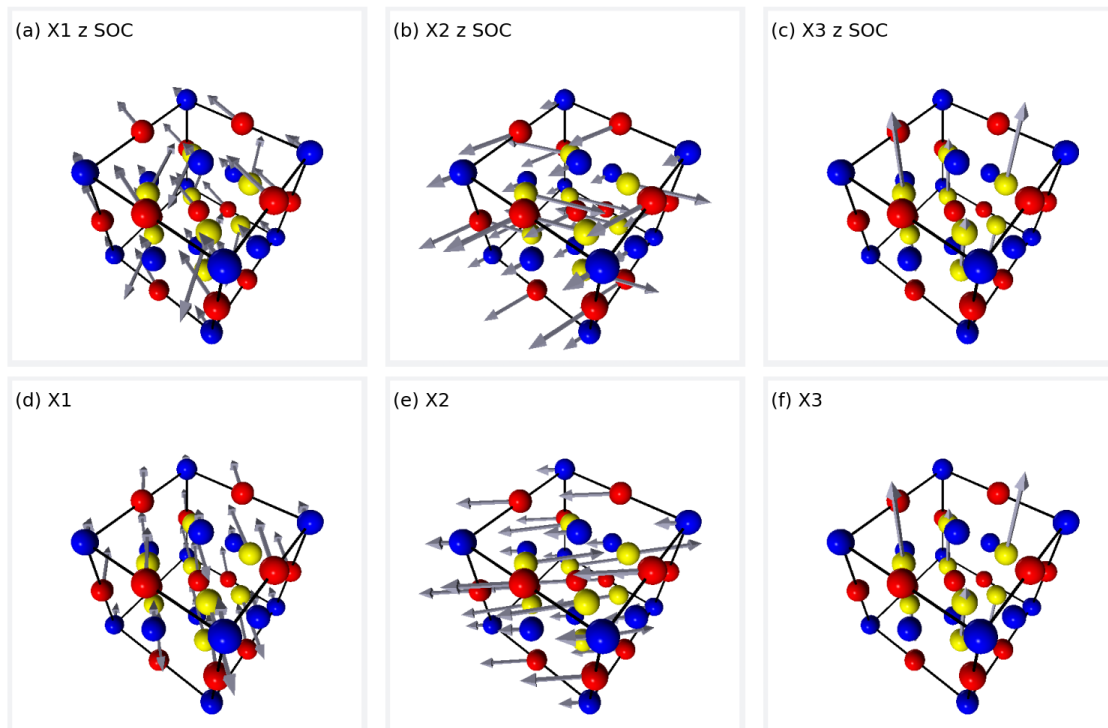 (a) X1 z SOC
(b) X2 z SOC
(c) X3 z SOC
(d) X1
(e) X2
(f) X3